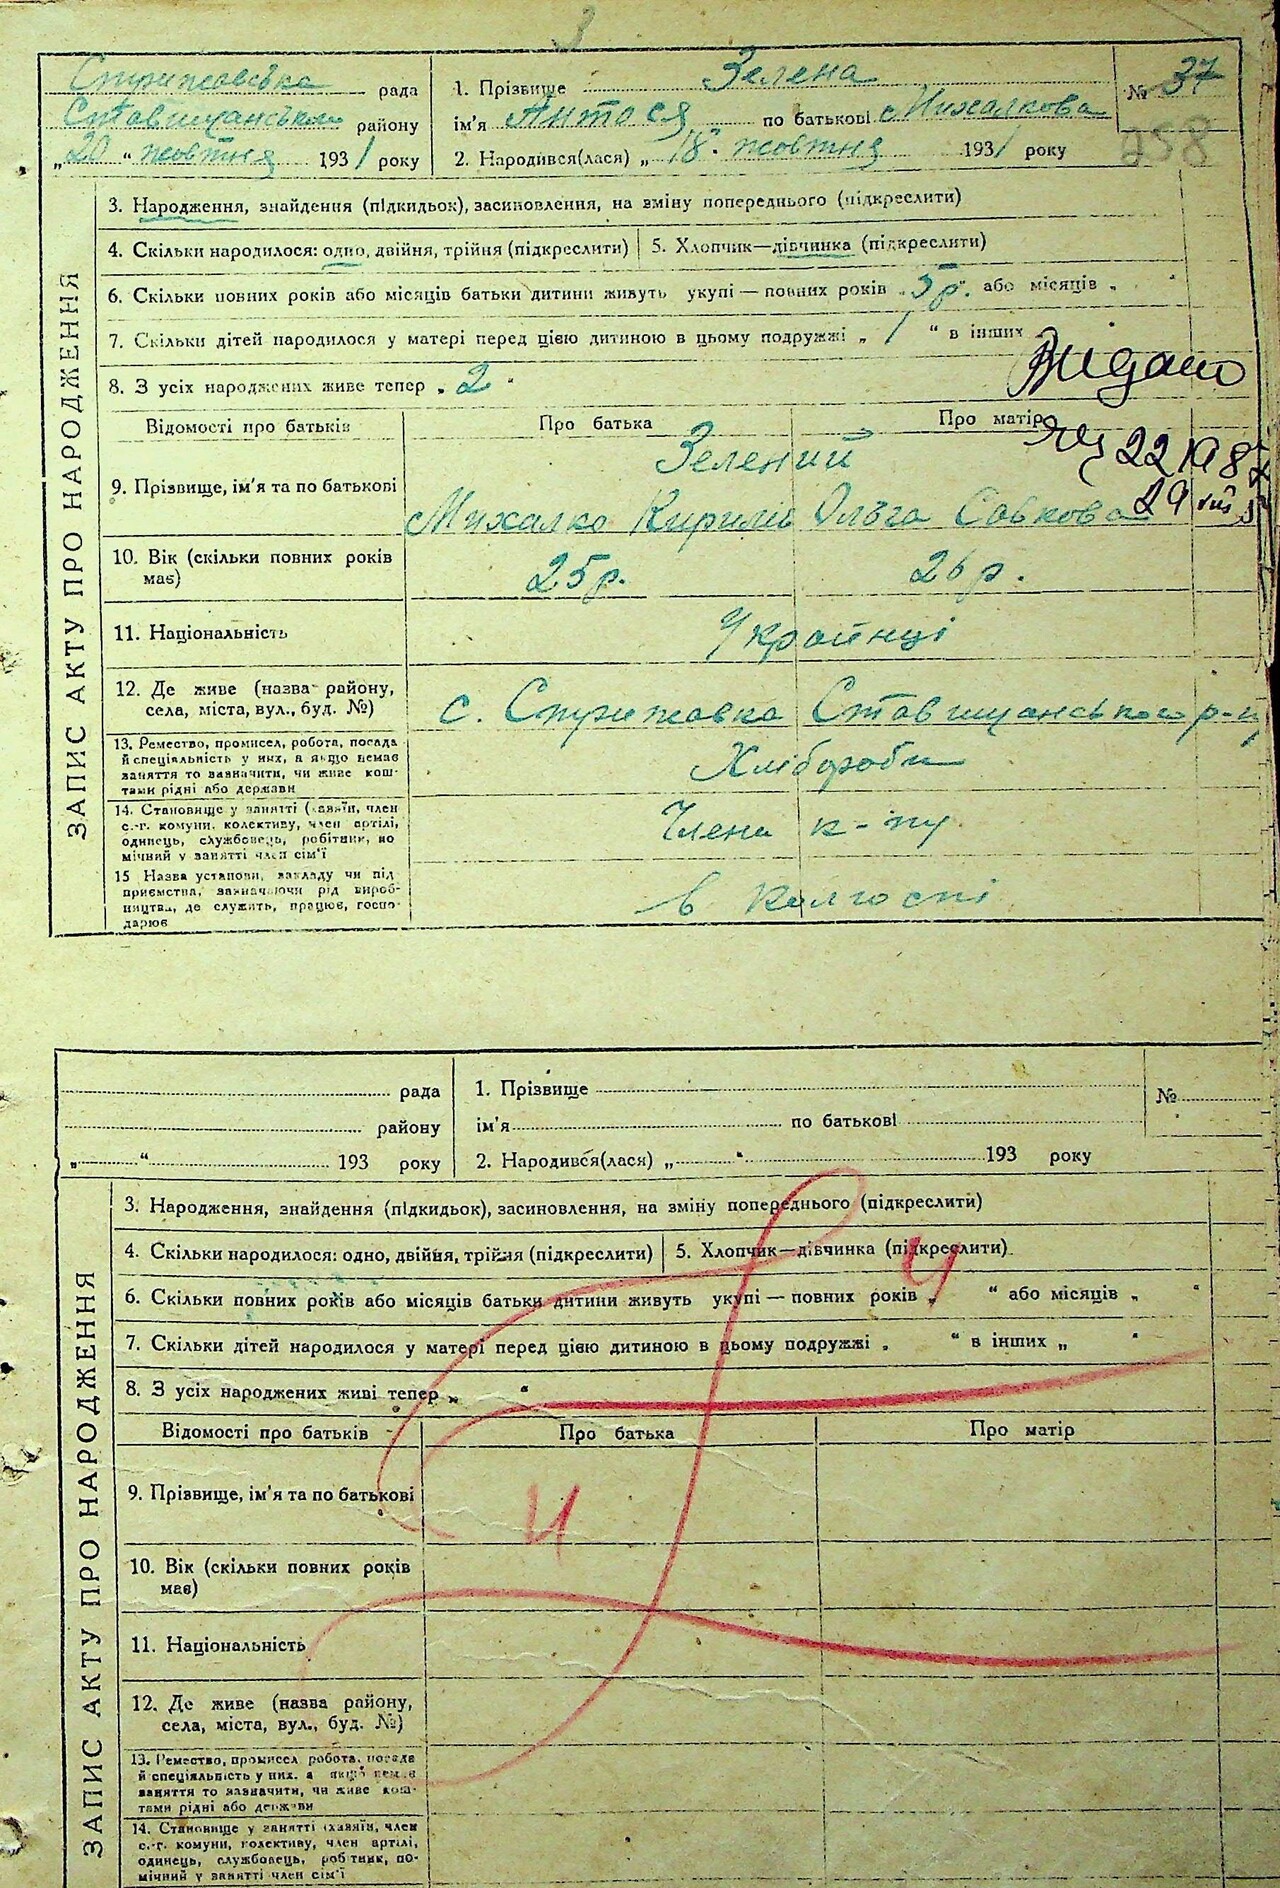 3
Стрижовська рада
Ставищанського району
„20“ жовтня 1931 року
1. Прізвище Зелена
ім'я Антося по батькові Михалкова
2. Народився(лася) „18“ жовтня 1931 року
№ 37
258
ЗАПИС АКТУ ПРО НАРОДЖЕННЯ
3. Народження, знайдення (підкидьок), засиновлення, на зміну попереднього (підкреслити)
4. Скільки народилося: одно, двійня, трійня (підкреслити) 5. Хлопчик—дівчинка (підкреслити)
6. Скільки повних років або місяців батьки дитини живуть укупі — повних років „5р.“ або місяців „ “
7. Скільки дітей народилося у матері перед цією дитиною в цьому подружжі „1“ в інших
8. З усіх народжених живе тепер „2“
Видано
22 198
29
Відомості про батьків Про батька Про матір
9. Прізвище, ім'я та по батькові
Зелений
Михалко Кирилів Ольга Савкова
10. Вік (скільки повних років має) 25р. 26р.
11. Національність Українці
12. Де живе (назва району, села, міста, вул., буд. №)
с. Стрижавка Ставищанського р-н
13. Ремество, промисел, робота, посада й спеціяльність у них, а якщо немає заняття то зазначити, чи живе коштами рідні або держави
Хлібороби
14. Становище у занятті (хазяїн, член с.-г. комуни, колективу, член артілі, одинець, службовець, робітник, помічний у занятті член сім'ї
Члени к-ту
15 Назва установи, закладу чи підприємства, зазначаючи рід виробництва, де служить, працює, господарює
в колгоспі
рада
району
„ “ 193 року
1. Прізвище
ім'я по батькові
2. Народився(лася) „ “ 193 року
№
ЗАПИС АКТУ ПРО НАРОДЖЕННЯ
3. Народження, знайдення (підкидьок), засиновлення, на зміну попереднього (підкреслити)
4. Скільки народилося: одно, двійня, трійня (підкреслити) 5. Хлопчик—дівчинка (підкреслити)
6. Скільки повних років або місяців батьки дитини живуть укупі — повних років „ “ або місяців „ “
7. Скільки дітей народилося у матері перед цією дитиною в цьому подружжі „ “ в інших „ “
8. З усіх народжених живі тепер „ “
Відомості про батьків Про батька Про матір
9. Прізвище, ім'я та по батькові
10. Вік (скільки повних років має)
11. Національність
12. Де живе (назва району, села, міста, вул., буд. №)
13. Ремество, промисел робота, посада й спеціяльність у них. а якщо немає заняття то зазначити, чи живе коштами рідні або держави
14. Становище у занятті (хазяїн, член с.-г. комуни, колективу, член артілі, одинець, службовець, робітник, помічний у занятті член сім'ї